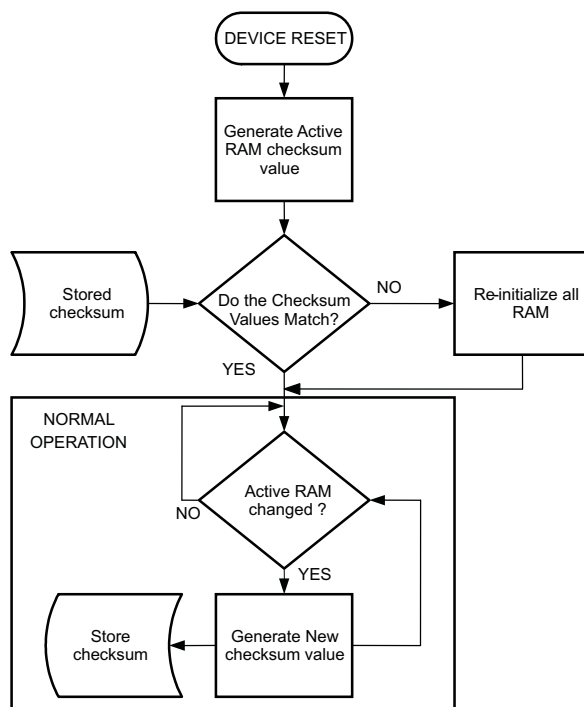 DEVICE RESET
Generate Active
RAM checksum
value
Stored
checksum
Do the Checksum
Values Match?
NO
Re-initialize all
RAM
YES
NORMAL
OPERATION
Active RAM
changed ?
NO
YES
Store
checksum
Generate New
checksum value